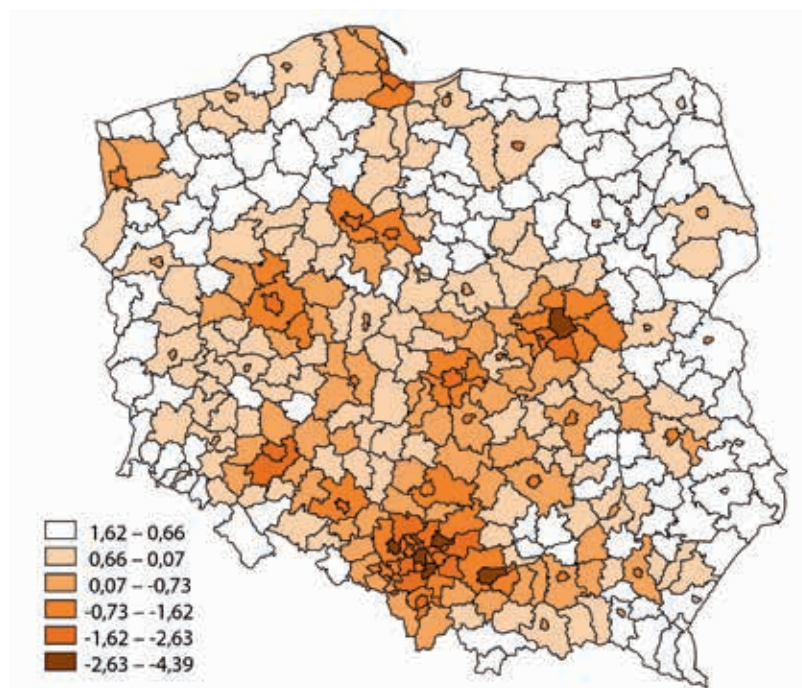 1,62 – 0,66
0,66 – 0,07
0,07 – -0,73
-0,73 – -1,62
-1,62 – -2,63
-2,63 – -4,39